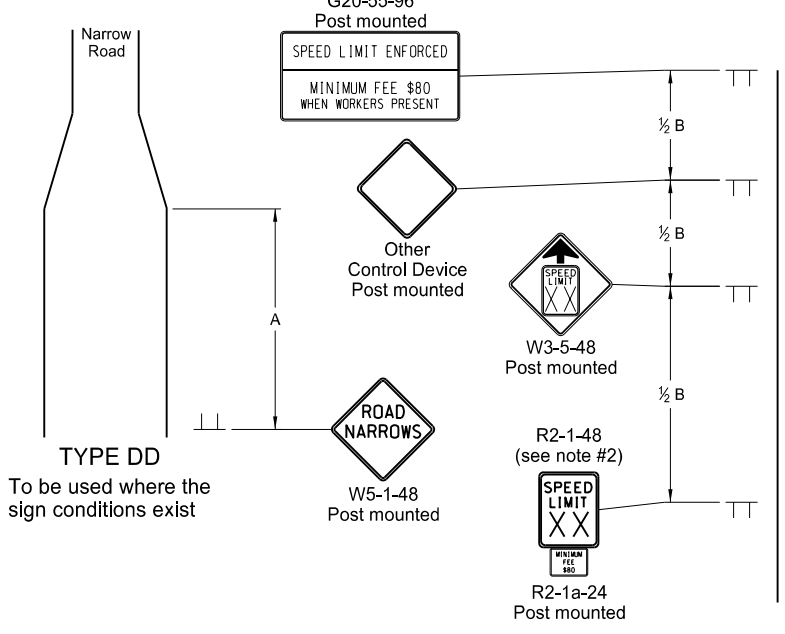 G20-55-96
Post mounted
SPEED LIMIT ENFORCED
MINIMUM FEE $80
WHEN WORKERS PRESENT
Narrow
Road
½ B
Other
Control Device
Post mounted
½ B
SPEED
LIMIT
XX
W3-5-48
Post mounted
A
½ B
ROAD
NARROWS
W5-1-48
Post mounted
TYPE DD
To be used where the
sign conditions exist
R2-1-48
(see note #2)
SPEED
LIMIT
XX
MINIMUM
FEE
$80
R2-1a-24
Post mounted